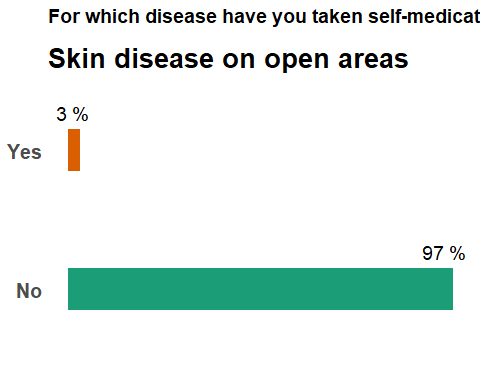 For which disease have you taken self-medicat
Skin disease on open areas
3 %
Yes
97 %
No